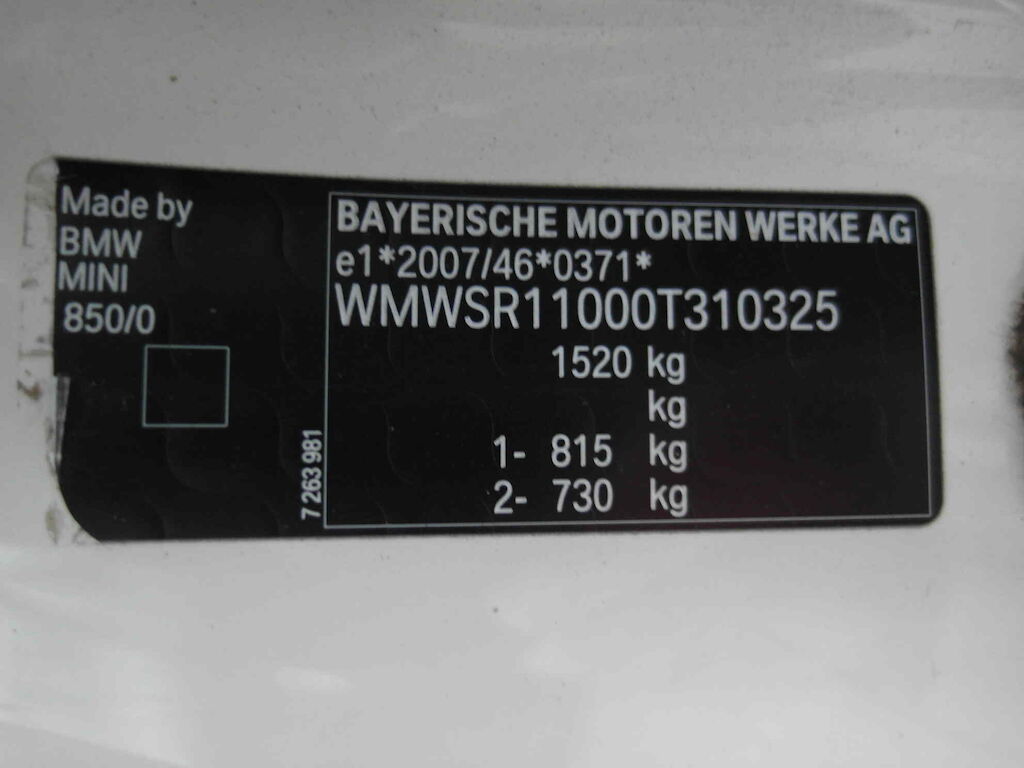 Made by
BMW
MINI
850/0
7 263 981
BAYERISCHE MOTOREN WERKE AG
e1*2007/46*0371*
WMWSR11000T310325
1520 kg
kg
1- 815 kg
2- 730 kg